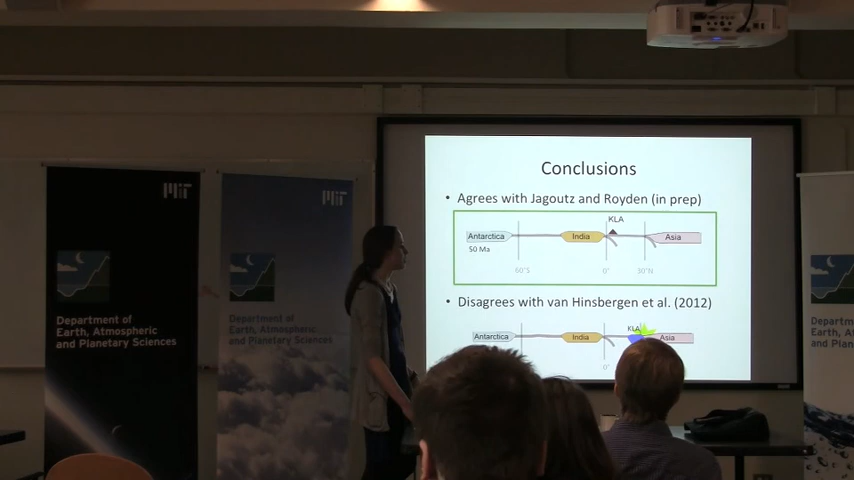 Conclusions
• Agrees with Jagoutz and Royden (in prep)
KLA
Antarctica
India
Asia
50 Ma
60°S
0°
30°N
• Disagrees with van Hinsbergen et al. (2012)
KLA
Antarctica
India
Asia
0°
MIT
Department of
Earth, Atmospheric
and Planetary Sciences
MIT
Department of
Earth, Atmospheric
and Planetary Sciences
Departm
Earth, At
and Plan